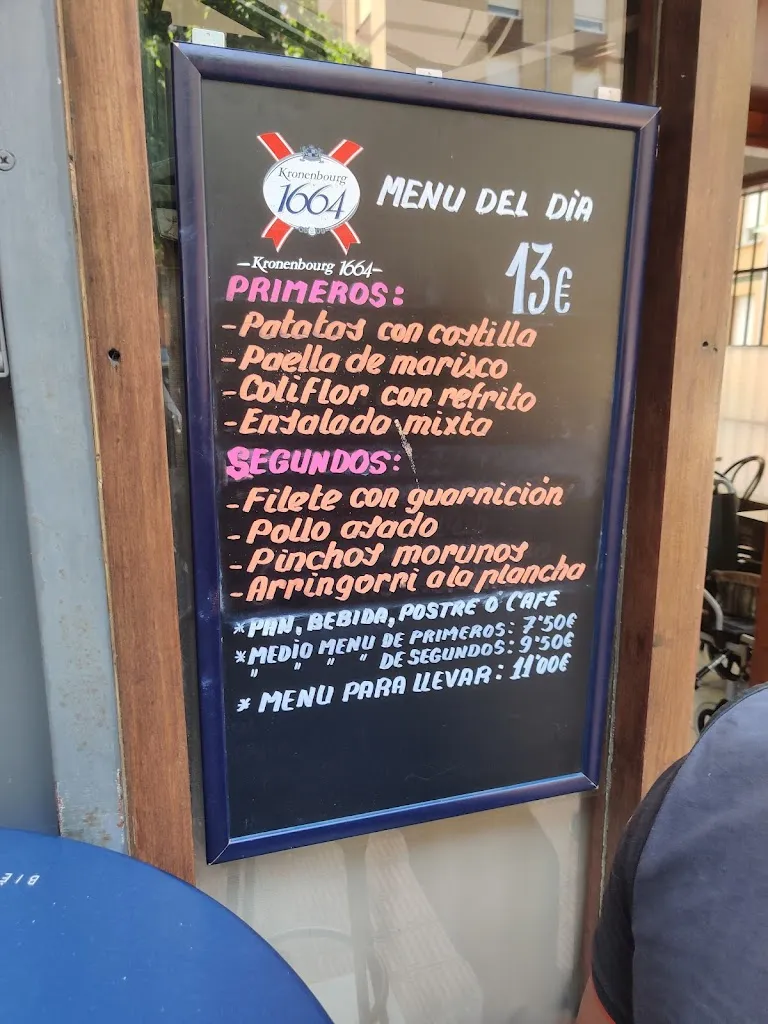 Kronenbourg
1664
MENU DEL DÌA
– Kronenbourg 1664 –
13€
PRIMEROS:
- Patatas con costilla
- Paella de marisco
- Coliflor con refrito
- Ensalada mixta
SEGUNDOS:
- Filete con guarnición
- Pollo asado
- Pinchos morunos
- Arringorri a la plancha
* PAN, BEBIDA, POSTRE O CAFE
* MEDIO MENU DE PRIMEROS: 7'50€
" " " DE SEGUNDOS: 9'50€
* MENU PARA LLEVAR: 11'00€
BIÈ